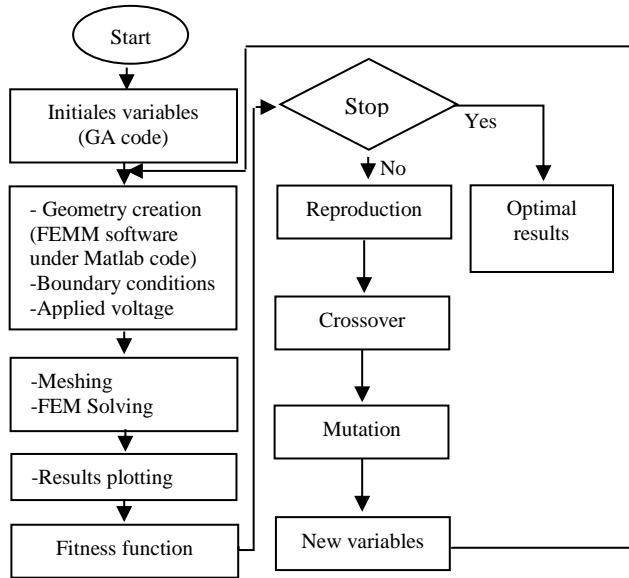 Start
Initiales variables
(GA code)
- Geometry creation
(FEMM software
under Matlab code)
-Boundary conditions
-Applied voltage
-Meshing
-FEM Solving
-Results plotting
Fitness function
Stop
Yes
No
Reproduction
Optimal
results
Crossover
Mutation
New variables